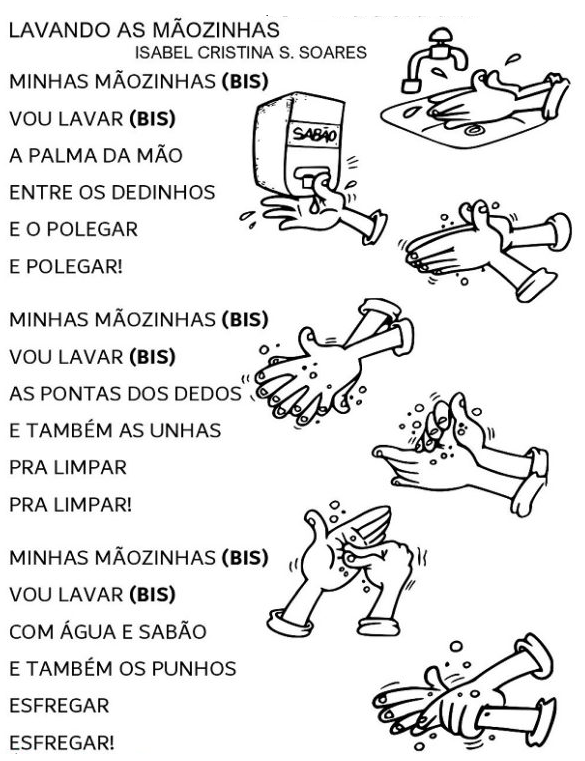 LAVANDO AS MÃOZINHAS
ISABEL CRISTINA S. SOARES
MINHAS MÃOZINHAS (BIS)
VOU LAVAR (BIS)
A PALMA DA MÃO
ENTRE OS DEDINHOS
E O POLEGAR
E POLEGAR!
MINHAS MÃOZINHAS (BIS)
VOU LAVAR (BIS)
AS PONTAS DOS DEDOS
E TAMBÉM AS UNHAS
PRA LIMPAR
PRA LIMPAR!
MINHAS MÃOZINHAS (BIS)
VOU LAVAR (BIS)
COM ÁGUA E SABÃO
E TAMBÉM OS PUNHOS
ESFREGAR
ESFREGAR!
SABÃO